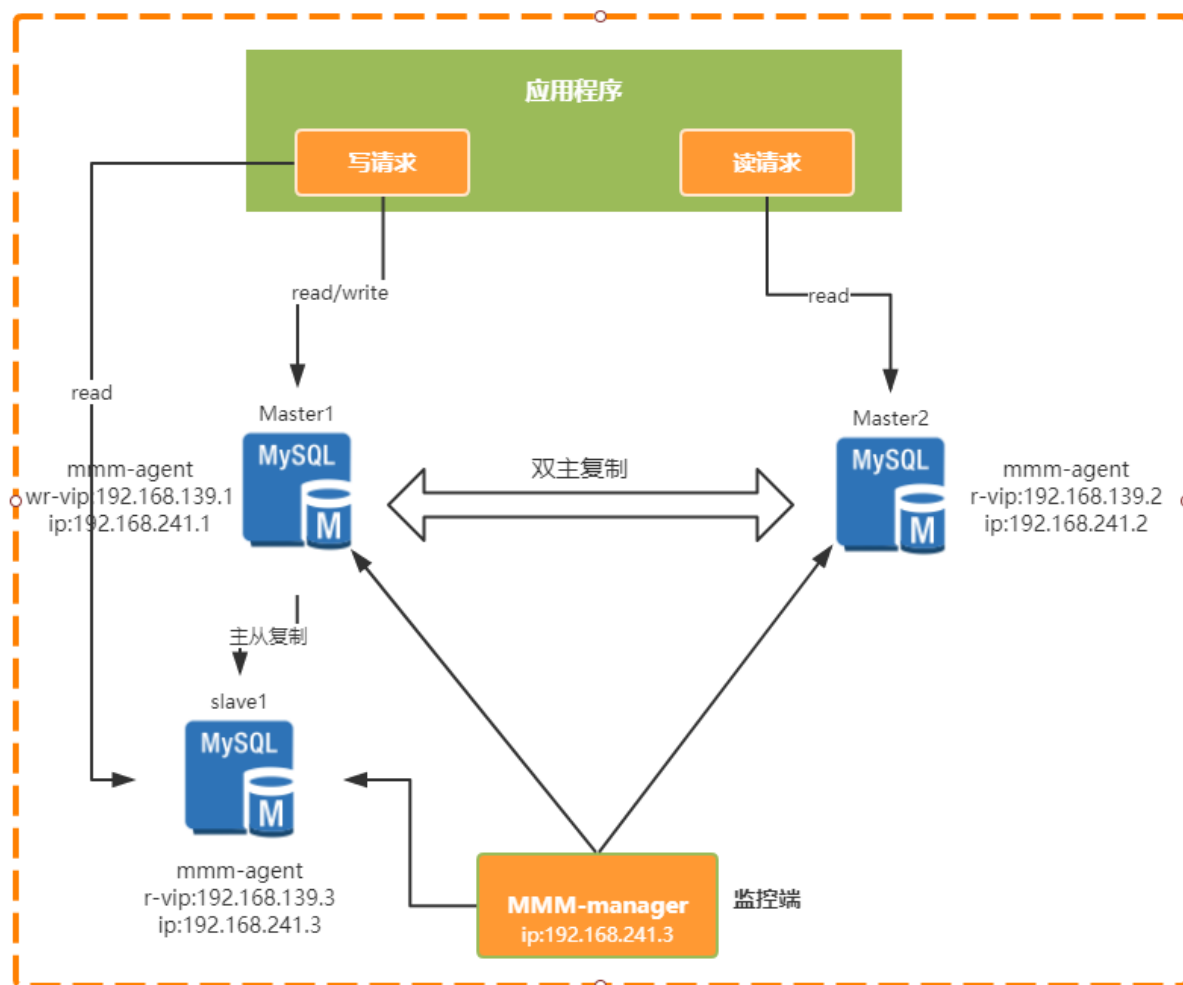 应用程序
写请求
读请求
read/write
read
read
Master1
MySQL
M
mmm-agent
wr-vip:192.168.139.1
ip:192.168.241.1
双主复制
Master2
MySQL
M
mmm-agent
r-vip:192.168.139.2
ip:192.168.241.2
主从复制
slave1
MySQL
M
mmm-agent
r-vip:192.168.139.3
ip:192.168.241.3
MMM-manager
ip:192.168.241.3
监控端